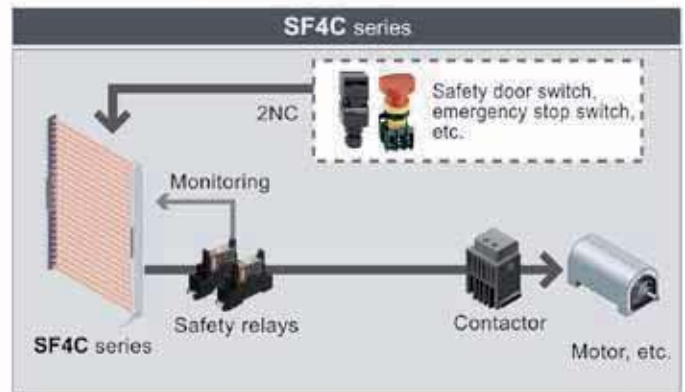 SF4C series
Safety door switch,
emergency stop switch,
etc.
2NC
Monitoring
Safety relays
Contactor
SF4C series
Motor, etc.